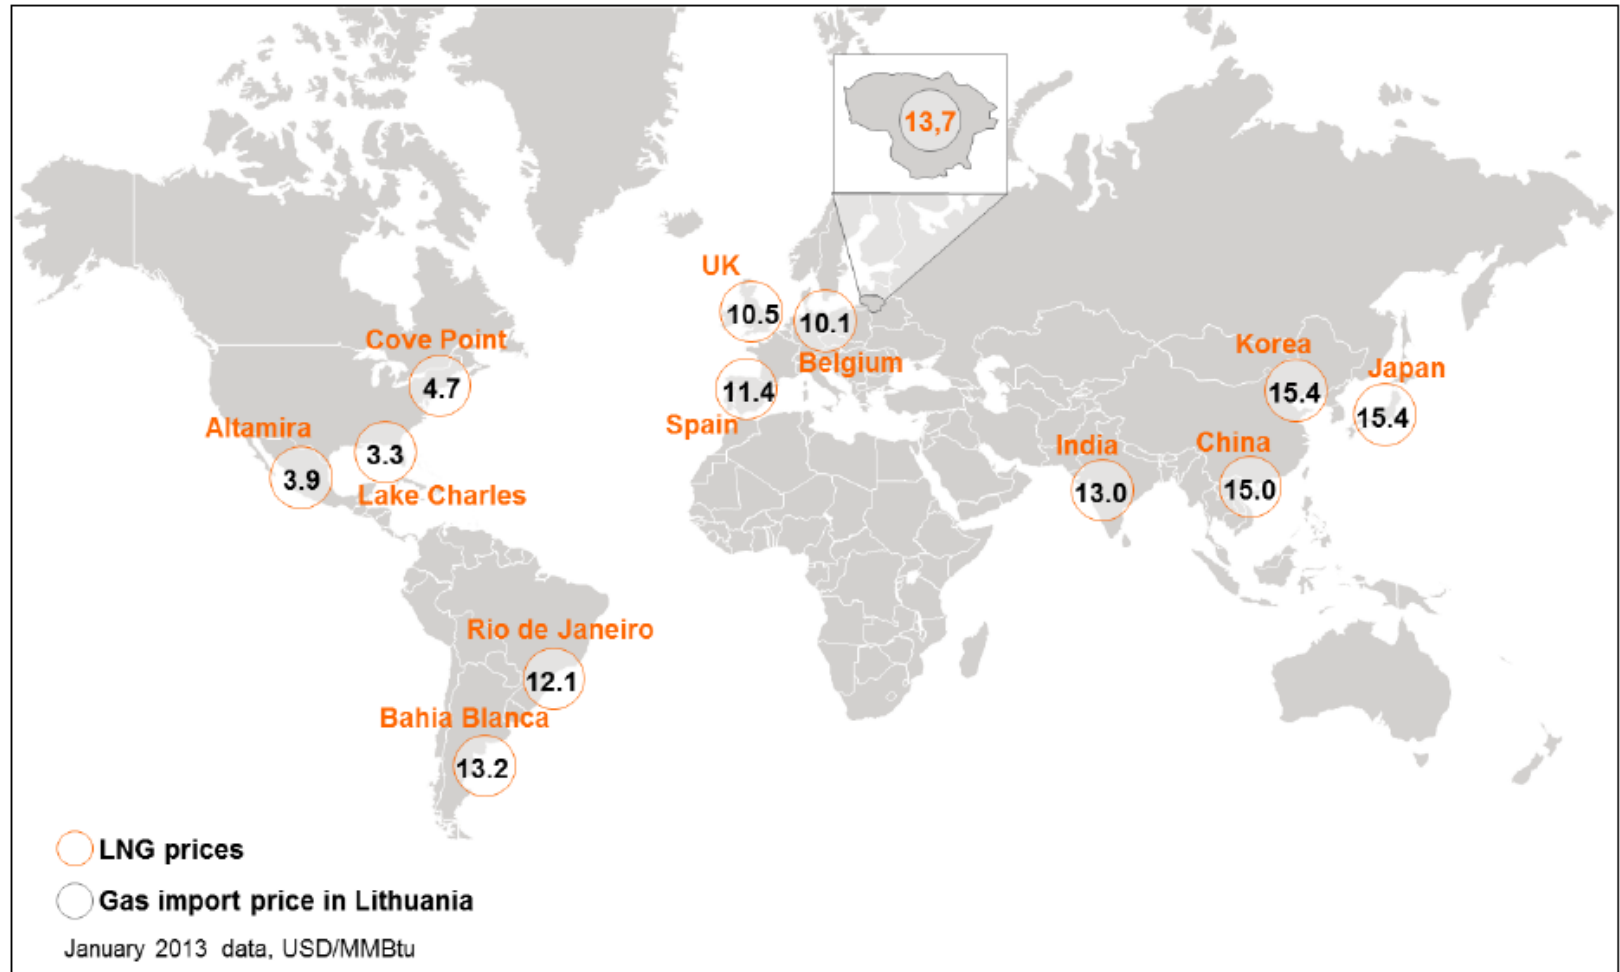 13,7
UK
10.5
10.1
Belgium
11.4
Spain
Cove Point
4.7
Altamira
3.9
3.3
Lake Charles
Korea
15.4
Japan
15.4
India
13.0
China
15.0
Rio de Janeiro
12.1
Bahia Blanca
13.2
LNG prices
Gas import price in Lithuania
January 2013 data, USD/MMBtu